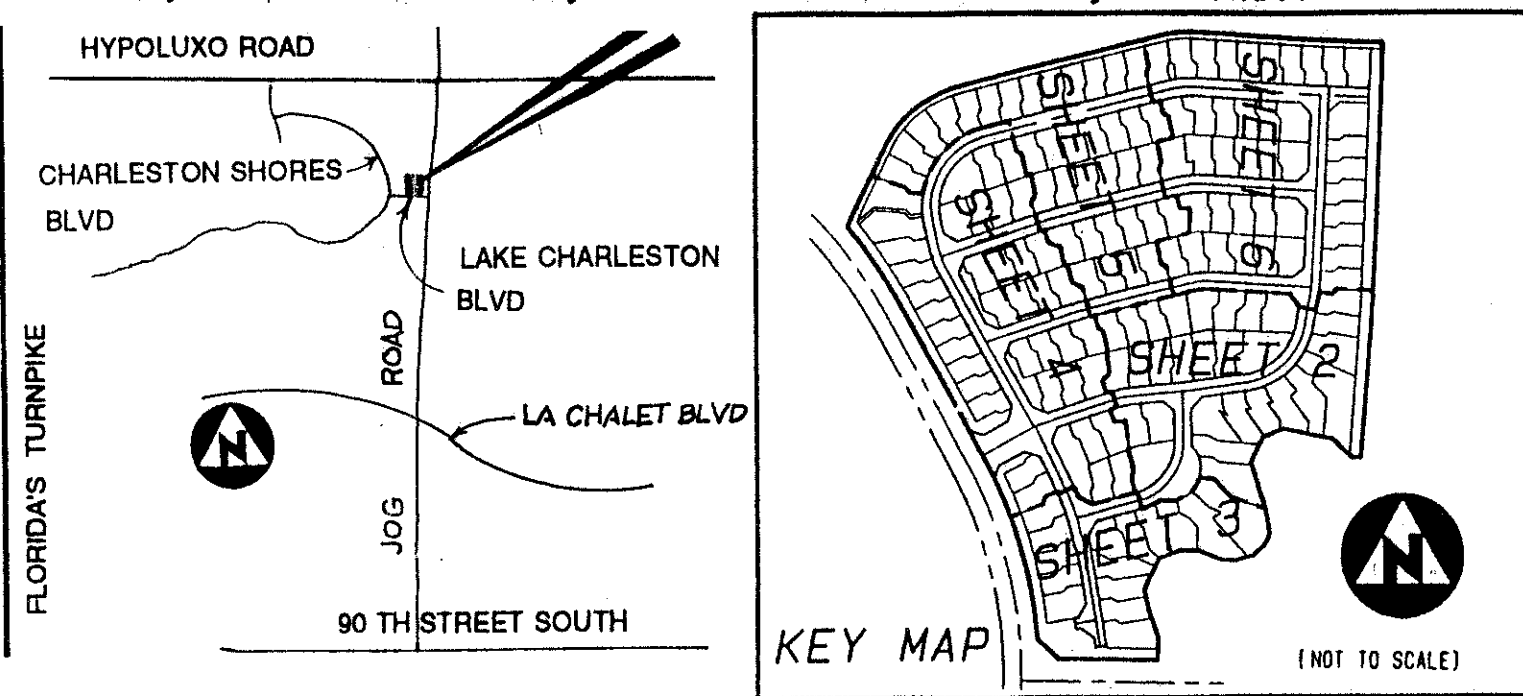 HYPOLUXO ROAD
CHARLESTON SHORES
BLVD
LAKE CHARLESTON
BLVD
FLORIDA'S TURNPIKE
JOG ROAD
LA CHALET BLVD
N
90 TH STREET SOUTH
SHEET 5
SHEET 6
SHEET 4
SHEET 2
SHEET 3
N
KEY MAP
(NOT TO SCALE)